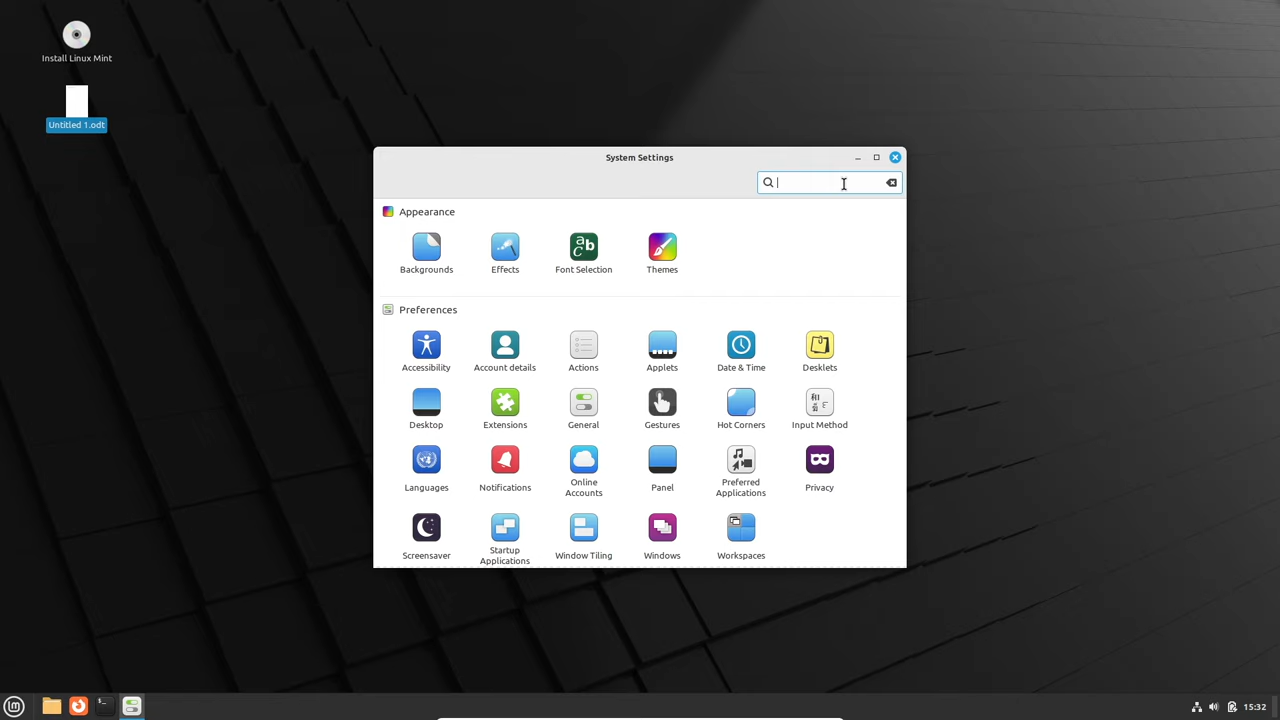 Install Linux Mint
Untitled 1.odt
System Settings
Appearance
Backgrounds
Effects
Font Selection
Themes
Preferences
Accessibility
Account details
Actions
Applets
Date & Time
Desklets
Desktop
Extensions
General
Gestures
Hot Corners
Input Method
Languages
Notifications
Online
Accounts
Panel
Preferred
Applications
Privacy
Screensaver
Startup
Applications
Window Tiling
Windows
Workspaces
15:32